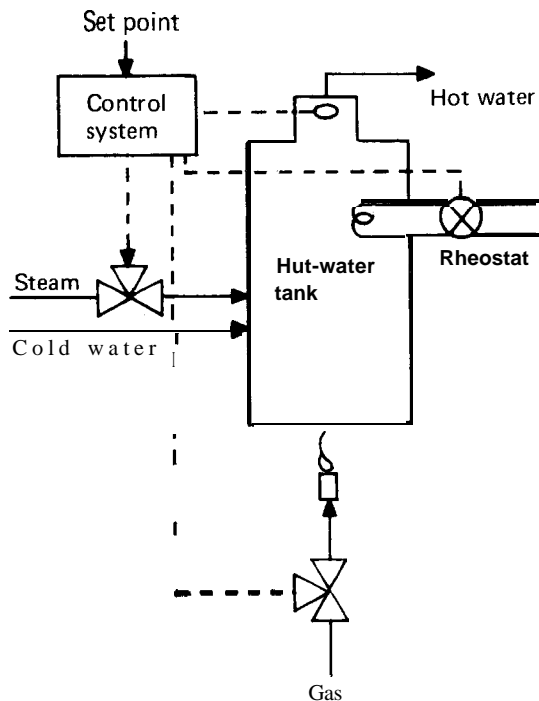 Set point
Control
system
Hot water
Rheostat
Hut-water
tank
Steam
Cold water
Gas